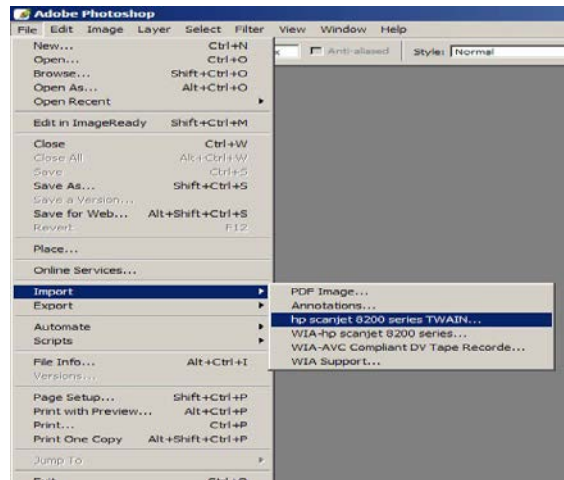 Adobe Photoshop
File Edit Image Layer Select Filter View Window Help
Anti-aliased Style: Normal
New... Ctrl+N
Open... Ctrl+O
Browse... Shift+Ctrl+O
Open As... Alt+Ctrl+O
Open Recent
Edit in ImageReady Shift+Ctrl+M
Close Ctrl+W
Close All Alt+Ctrl+W
Save Ctrl+S
Save As... Shift+Ctrl+S
Save a Version...
Save for Web... Alt+Shift+Ctrl+S
Revert F12
Place...
Online Services...
Import
Export
Automate
Scripts
File Info... Alt+Ctrl+I
Versions...
Page Setup... Shift+Ctrl+P
Print with Preview... Alt+Ctrl+P
Print... Ctrl+P
Print One Copy Alt+Shift+Ctrl+P
Jump To
PDF Image...
Annotations...
hp scanjet 8200 series TWAIN...
WIA-hp scanjet 8200 series...
WIA-AVC Compliant DV Tape Recorde...
WIA Support...